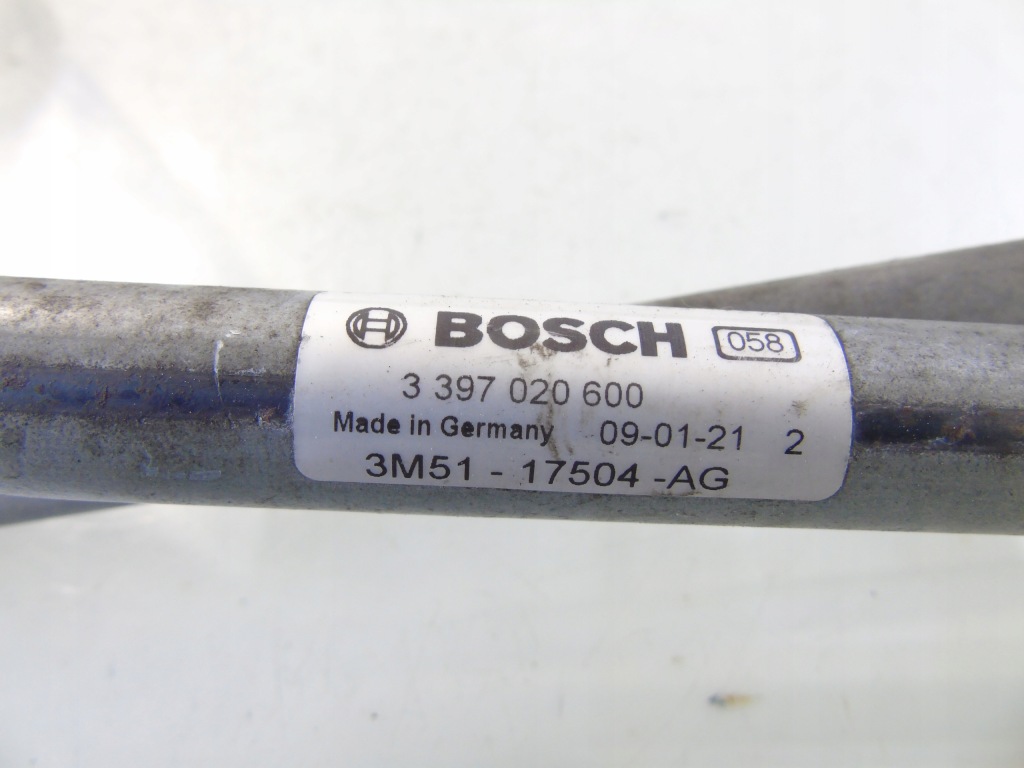 BOSCH 058
3 397 020 600
Made in Germany 09-01-21 2
3M51 - 17504 -AG